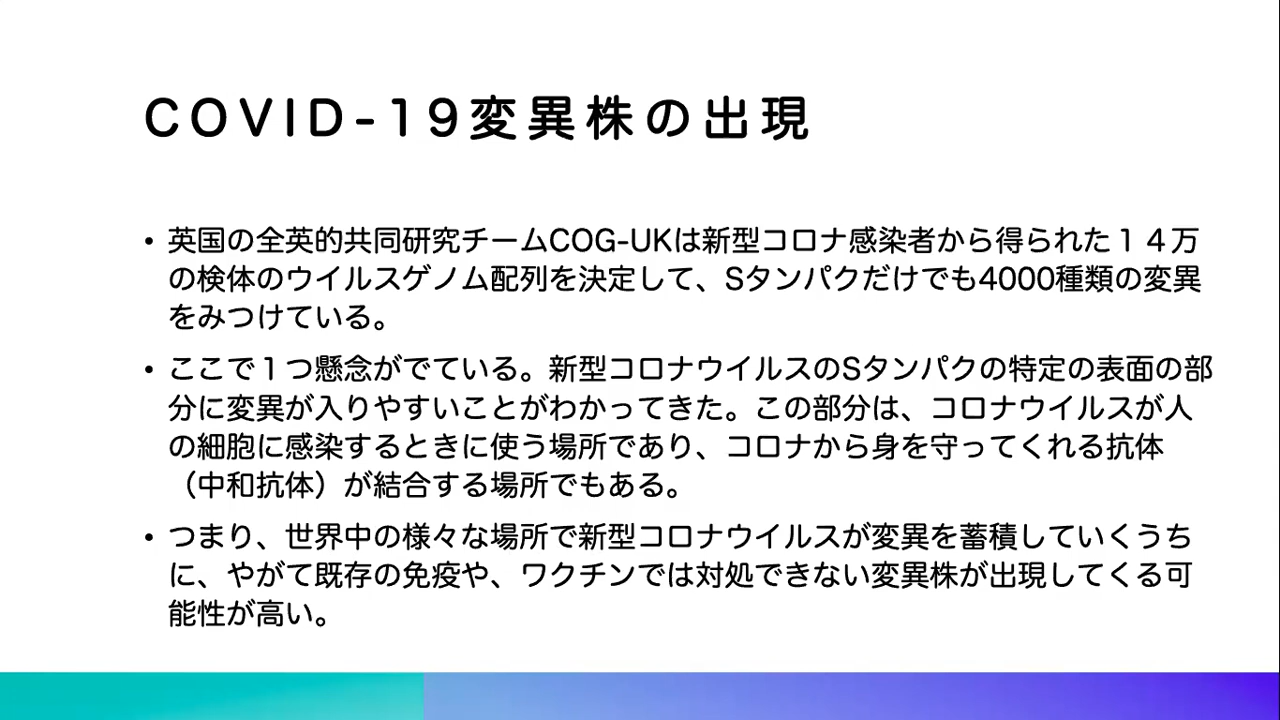 COVID-19変異株の出現
• 英国の全英的共同研究チームCOG-UKは新型コロナ感染者から得られた１４万
の検体のウイルスゲノム配列を決定して、Sタンパクだけでも4000種類の変異
をみつけている。
• ここで１つ懸念がでている。新型コロナウイルスのSタンパクの特定の表面の部
分に変異が入りやすいことがわかってきた。この部分は、コロナウイルスが人
の細胞に感染するときに使う場所であり、コロナから身を守ってくれる抗体
（中和抗体）が結合する場所でもある。
• つまり、世界中の様々な場所で新型コロナウイルスが変異を蓄積していくうち
に、やがて既存の免疫や、ワクチンでは対処できない変異株が出現してくる可
能性が高い。